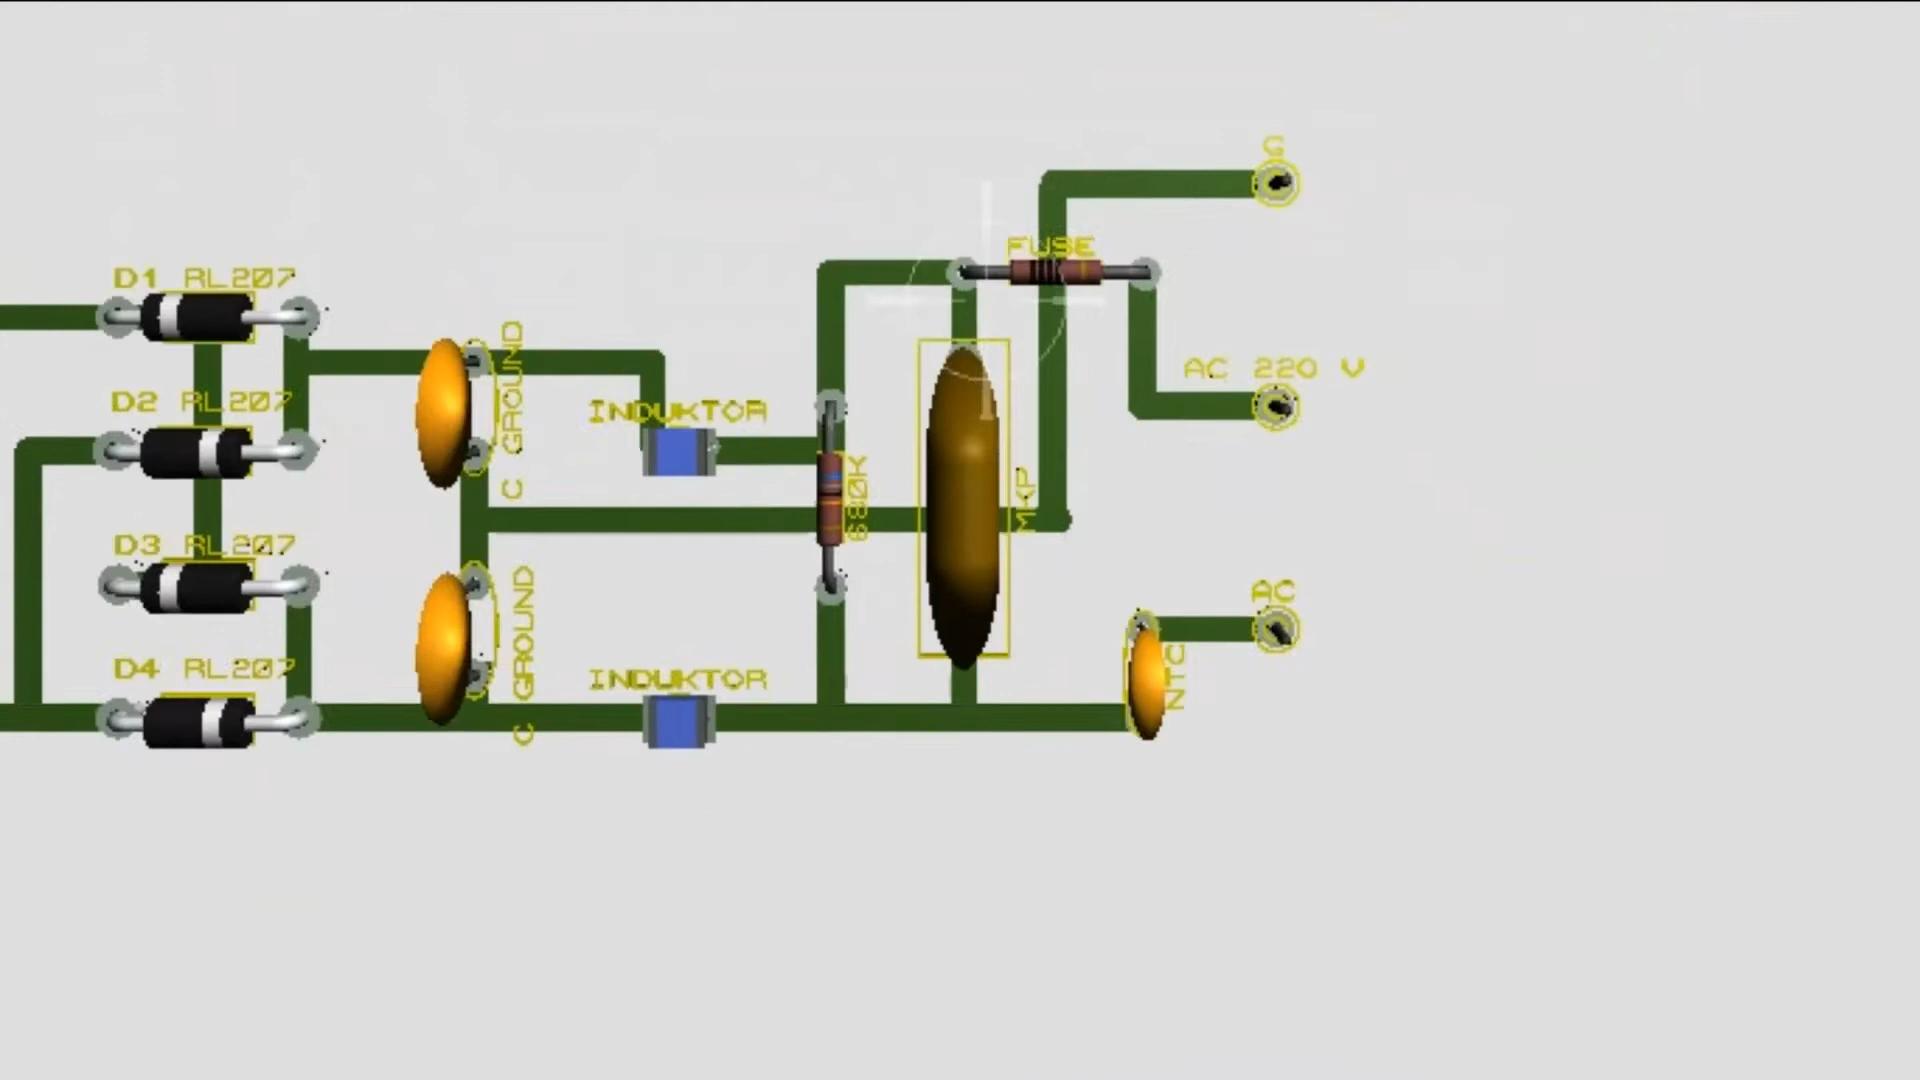 G
FUSE
D1 RL207
AC 220 V
D2 RL207
C GROUND
INDUKTOR
680K
MKP
D3 RL207
AC
C GROUND
NTC
D4 RL207
INDUKTOR